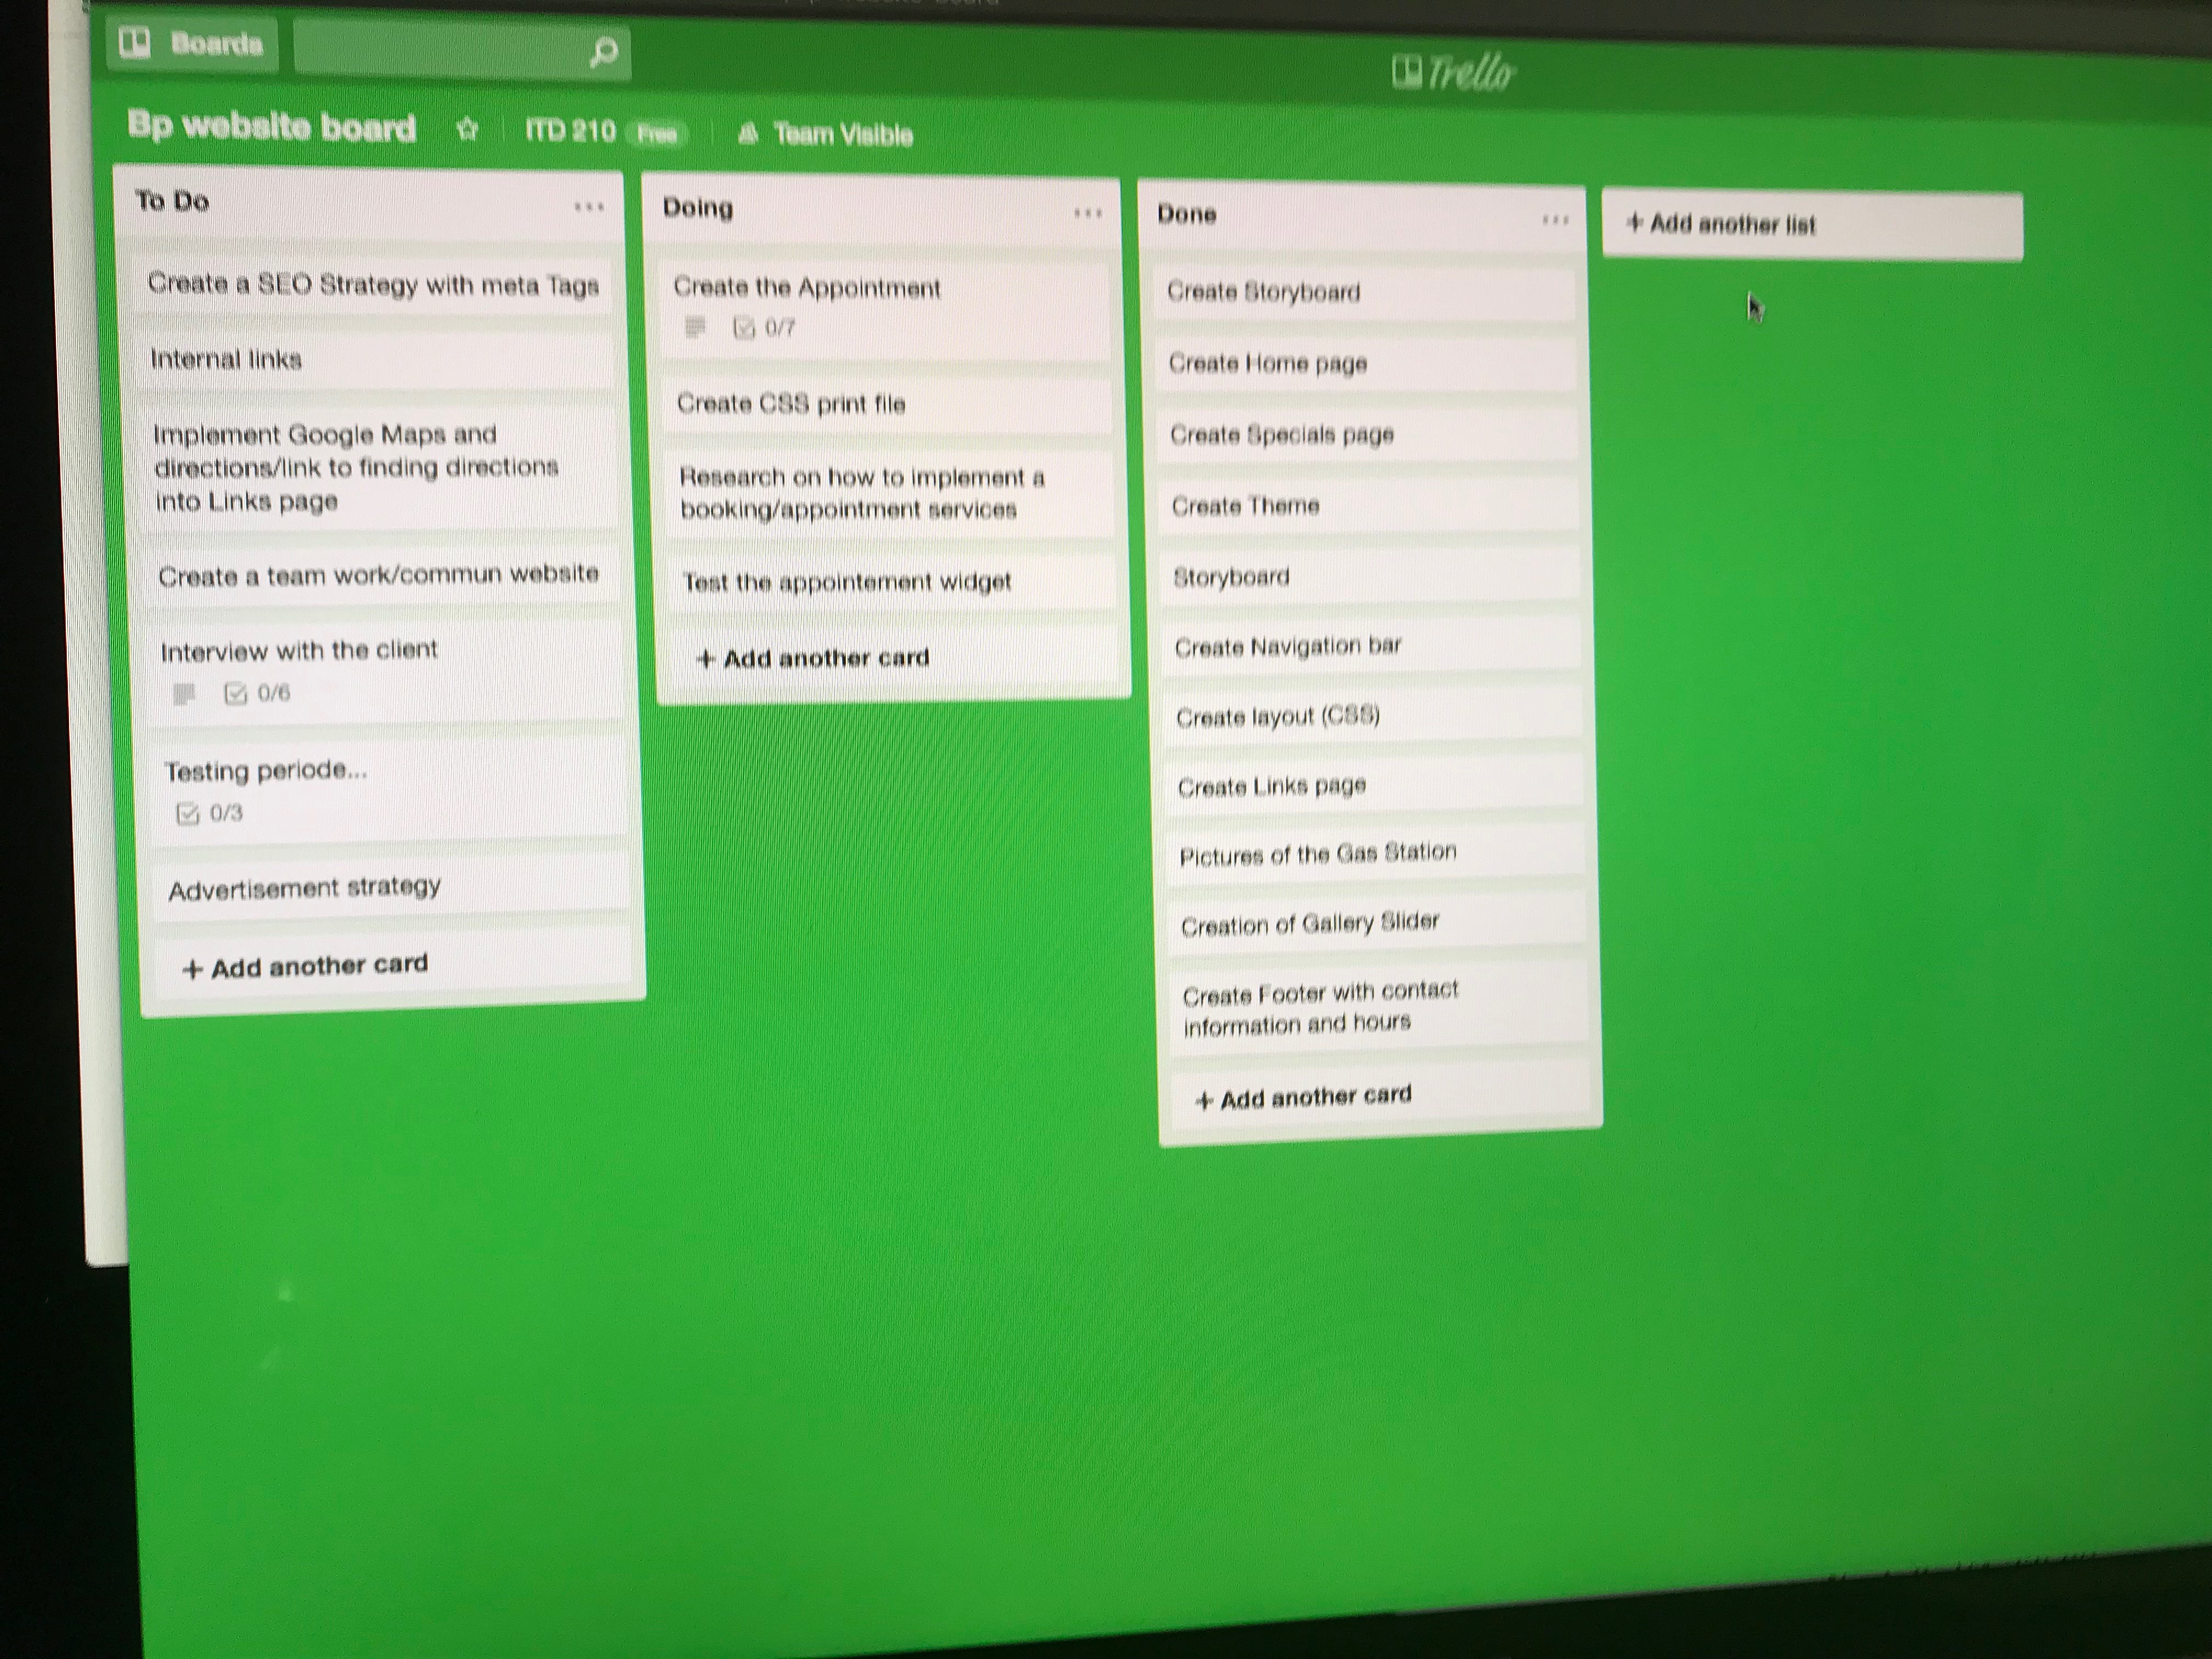 Boards
Trello
Bp website board
ITD 210
Free
Team Visible
To Do
Create a SEO Strategy with meta Tags
Internal links
Implement Google Maps and
directions/link to finding directions
into Links page
Create a team work/commun website
Interview with the client
0/6
Testing periode...
0/3
Advertisement strategy
+ Add another card
Doing
Create the Appointment
0/7
Create CSS print file
Research on how to implement a
booking/appointment services
Test the appointement widget
+ Add another card
Done
Create Storyboard
Create Home page
Create Specials page
Create Theme
Storyboard
Create Navigation bar
Create layout (CSS)
Create Links page
Pictures of the Gas Station
Creation of Gallery Slider
Create Footer with contact
information and hours
+ Add another card
+ Add another list